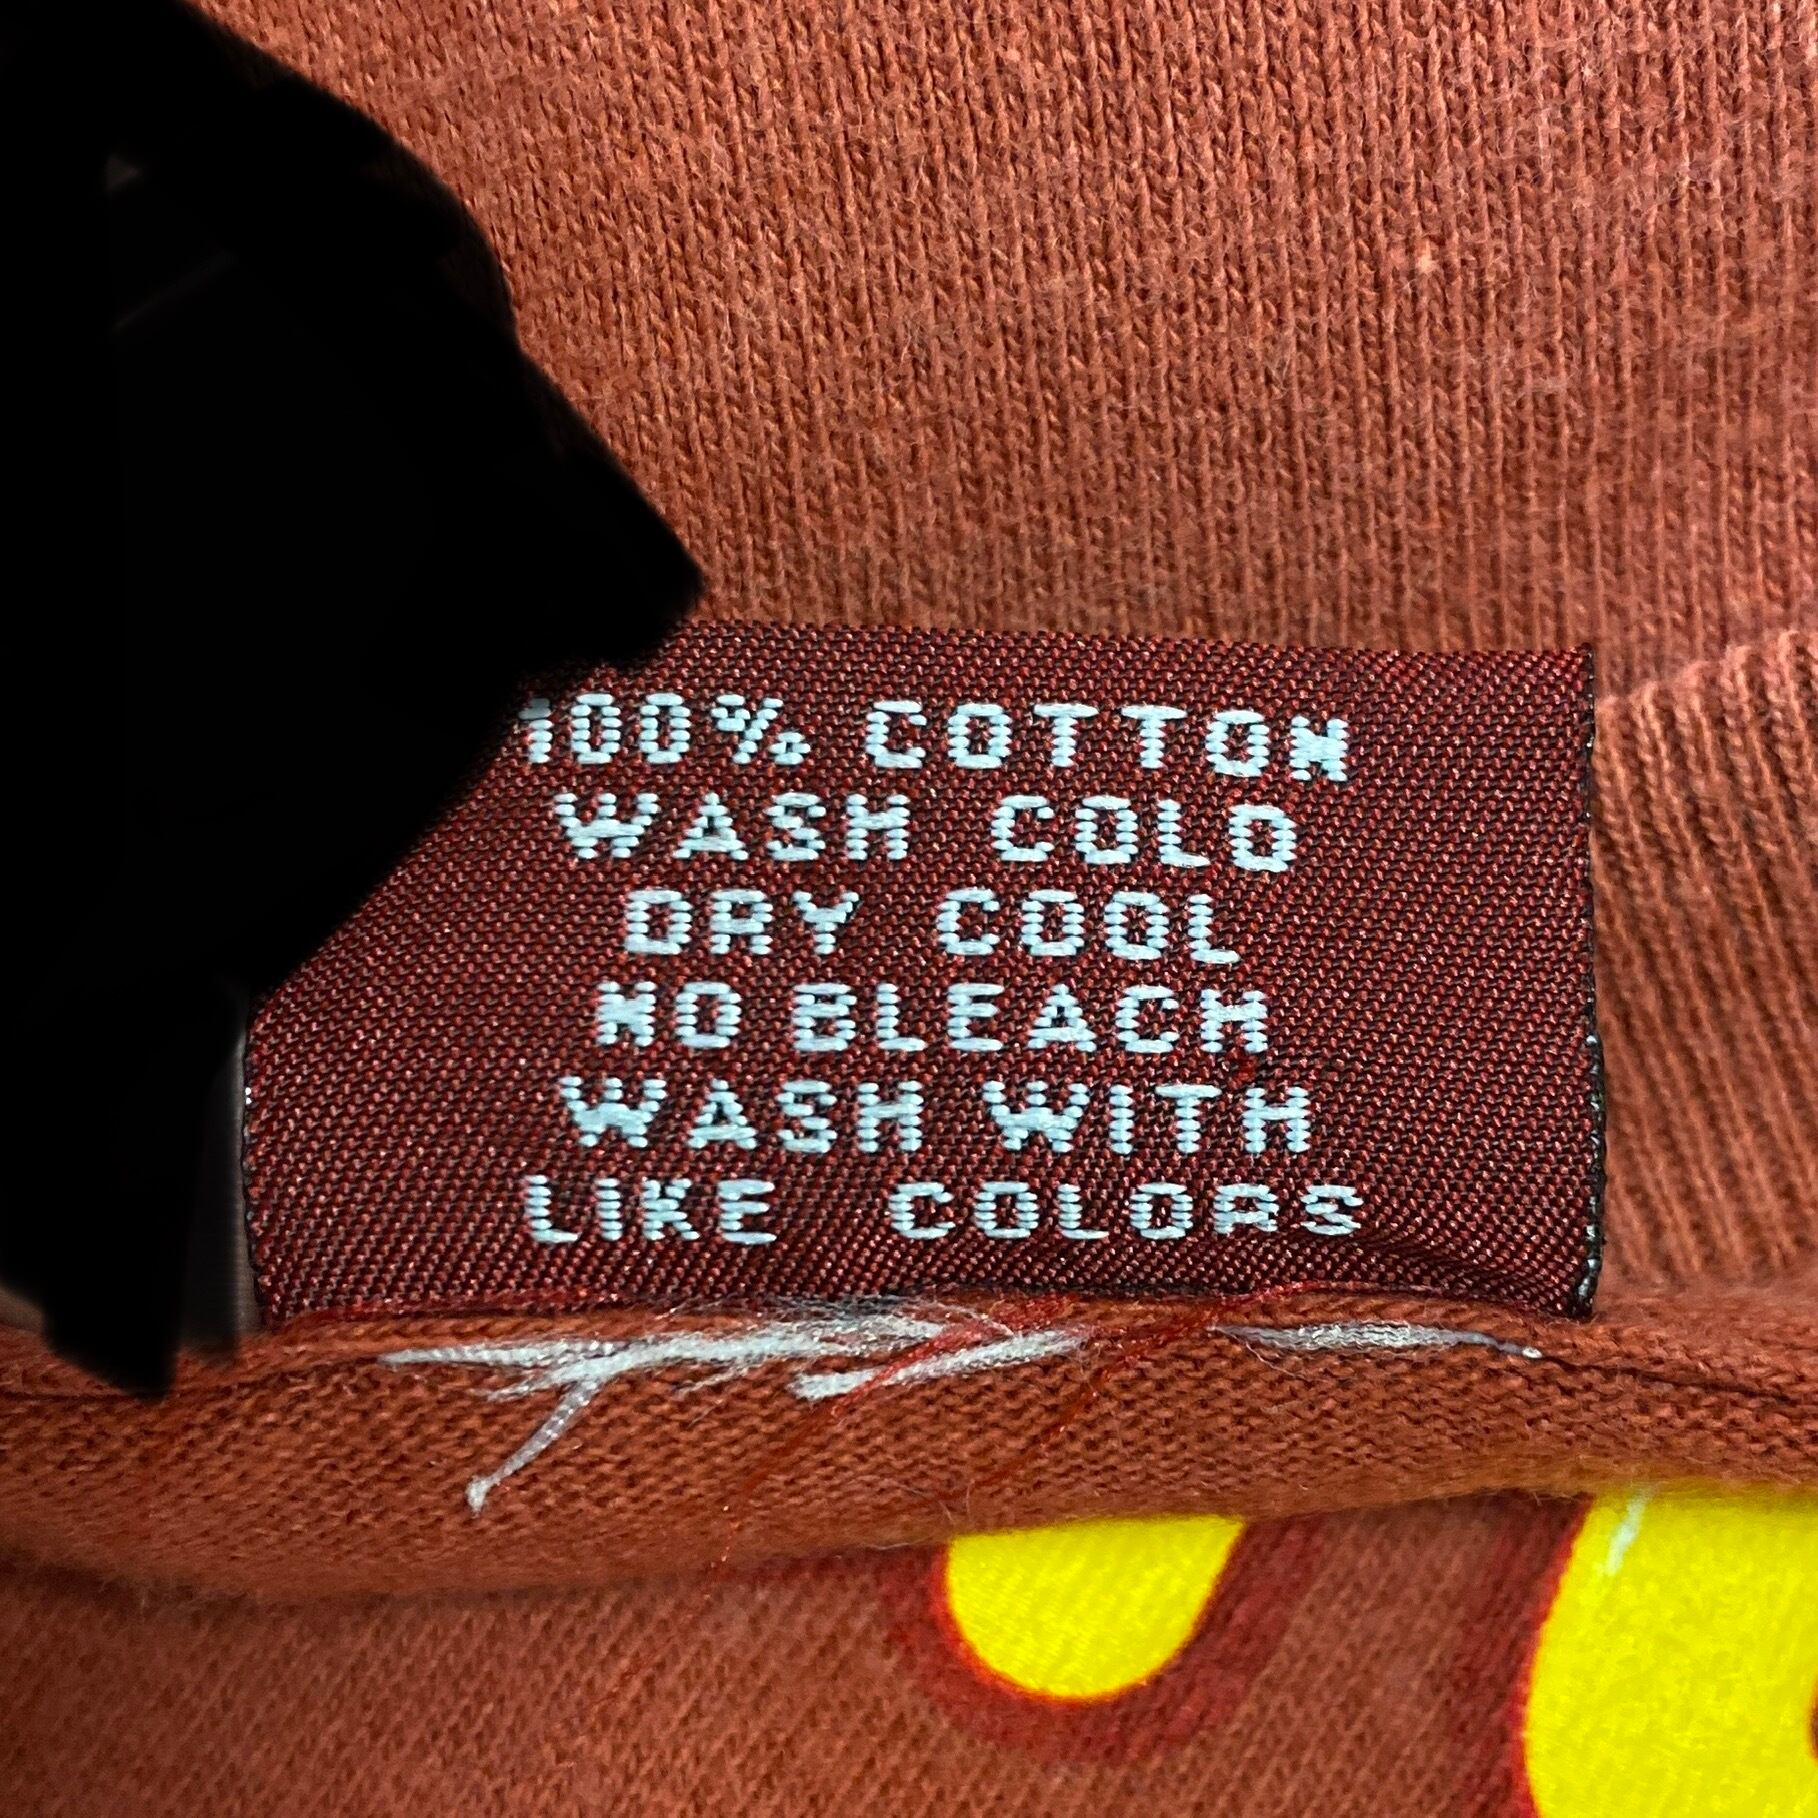 100% COTTON
WASH COLD
DRY COOL
NO BLEACH
WASH WITH
LIKE COLORS